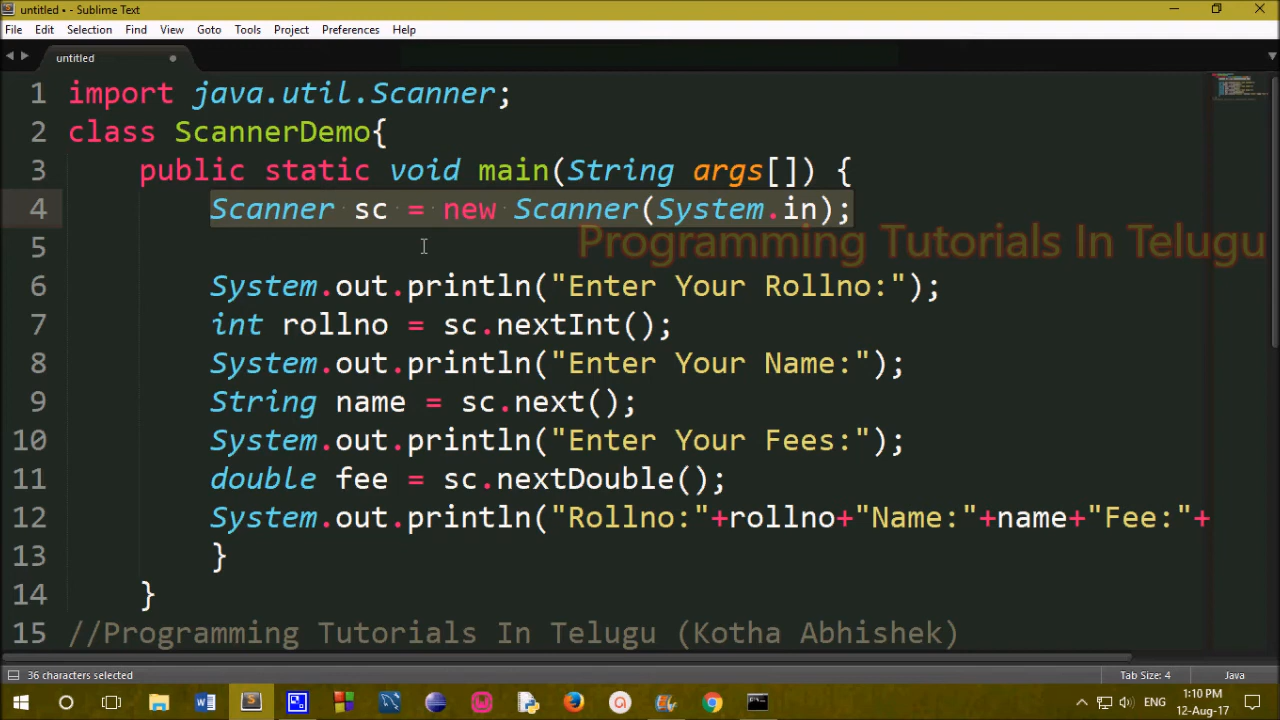 untitled • - Sublime Text
File Edit Selection Find View Goto Tools Project Preferences Help
untitled
1 import java.util.Scanner;
2 class ScannerDemo{
3 public static void main(String args[]) {
4 Scanner sc = new Scanner(System.in);
5
Programming Tutorials In Telugu
6 System.out.println("Enter Your Rollno:");
7 int rollno = sc.nextInt();
8 System.out.println("Enter Your Name:");
9 String name = sc.next();
10 System.out.println("Enter Your Fees:");
11 double fee = sc.nextDouble();
12 System.out.println("Rollno:"+rollno+"Name:"+name+"Fee:"+
13 }
14 }
15 //Programming Tutorials In Telugu (Kotha Abhishek)
36 characters selected Tab Size: 4 Java
ENG 1:10 PM
12-Aug-17